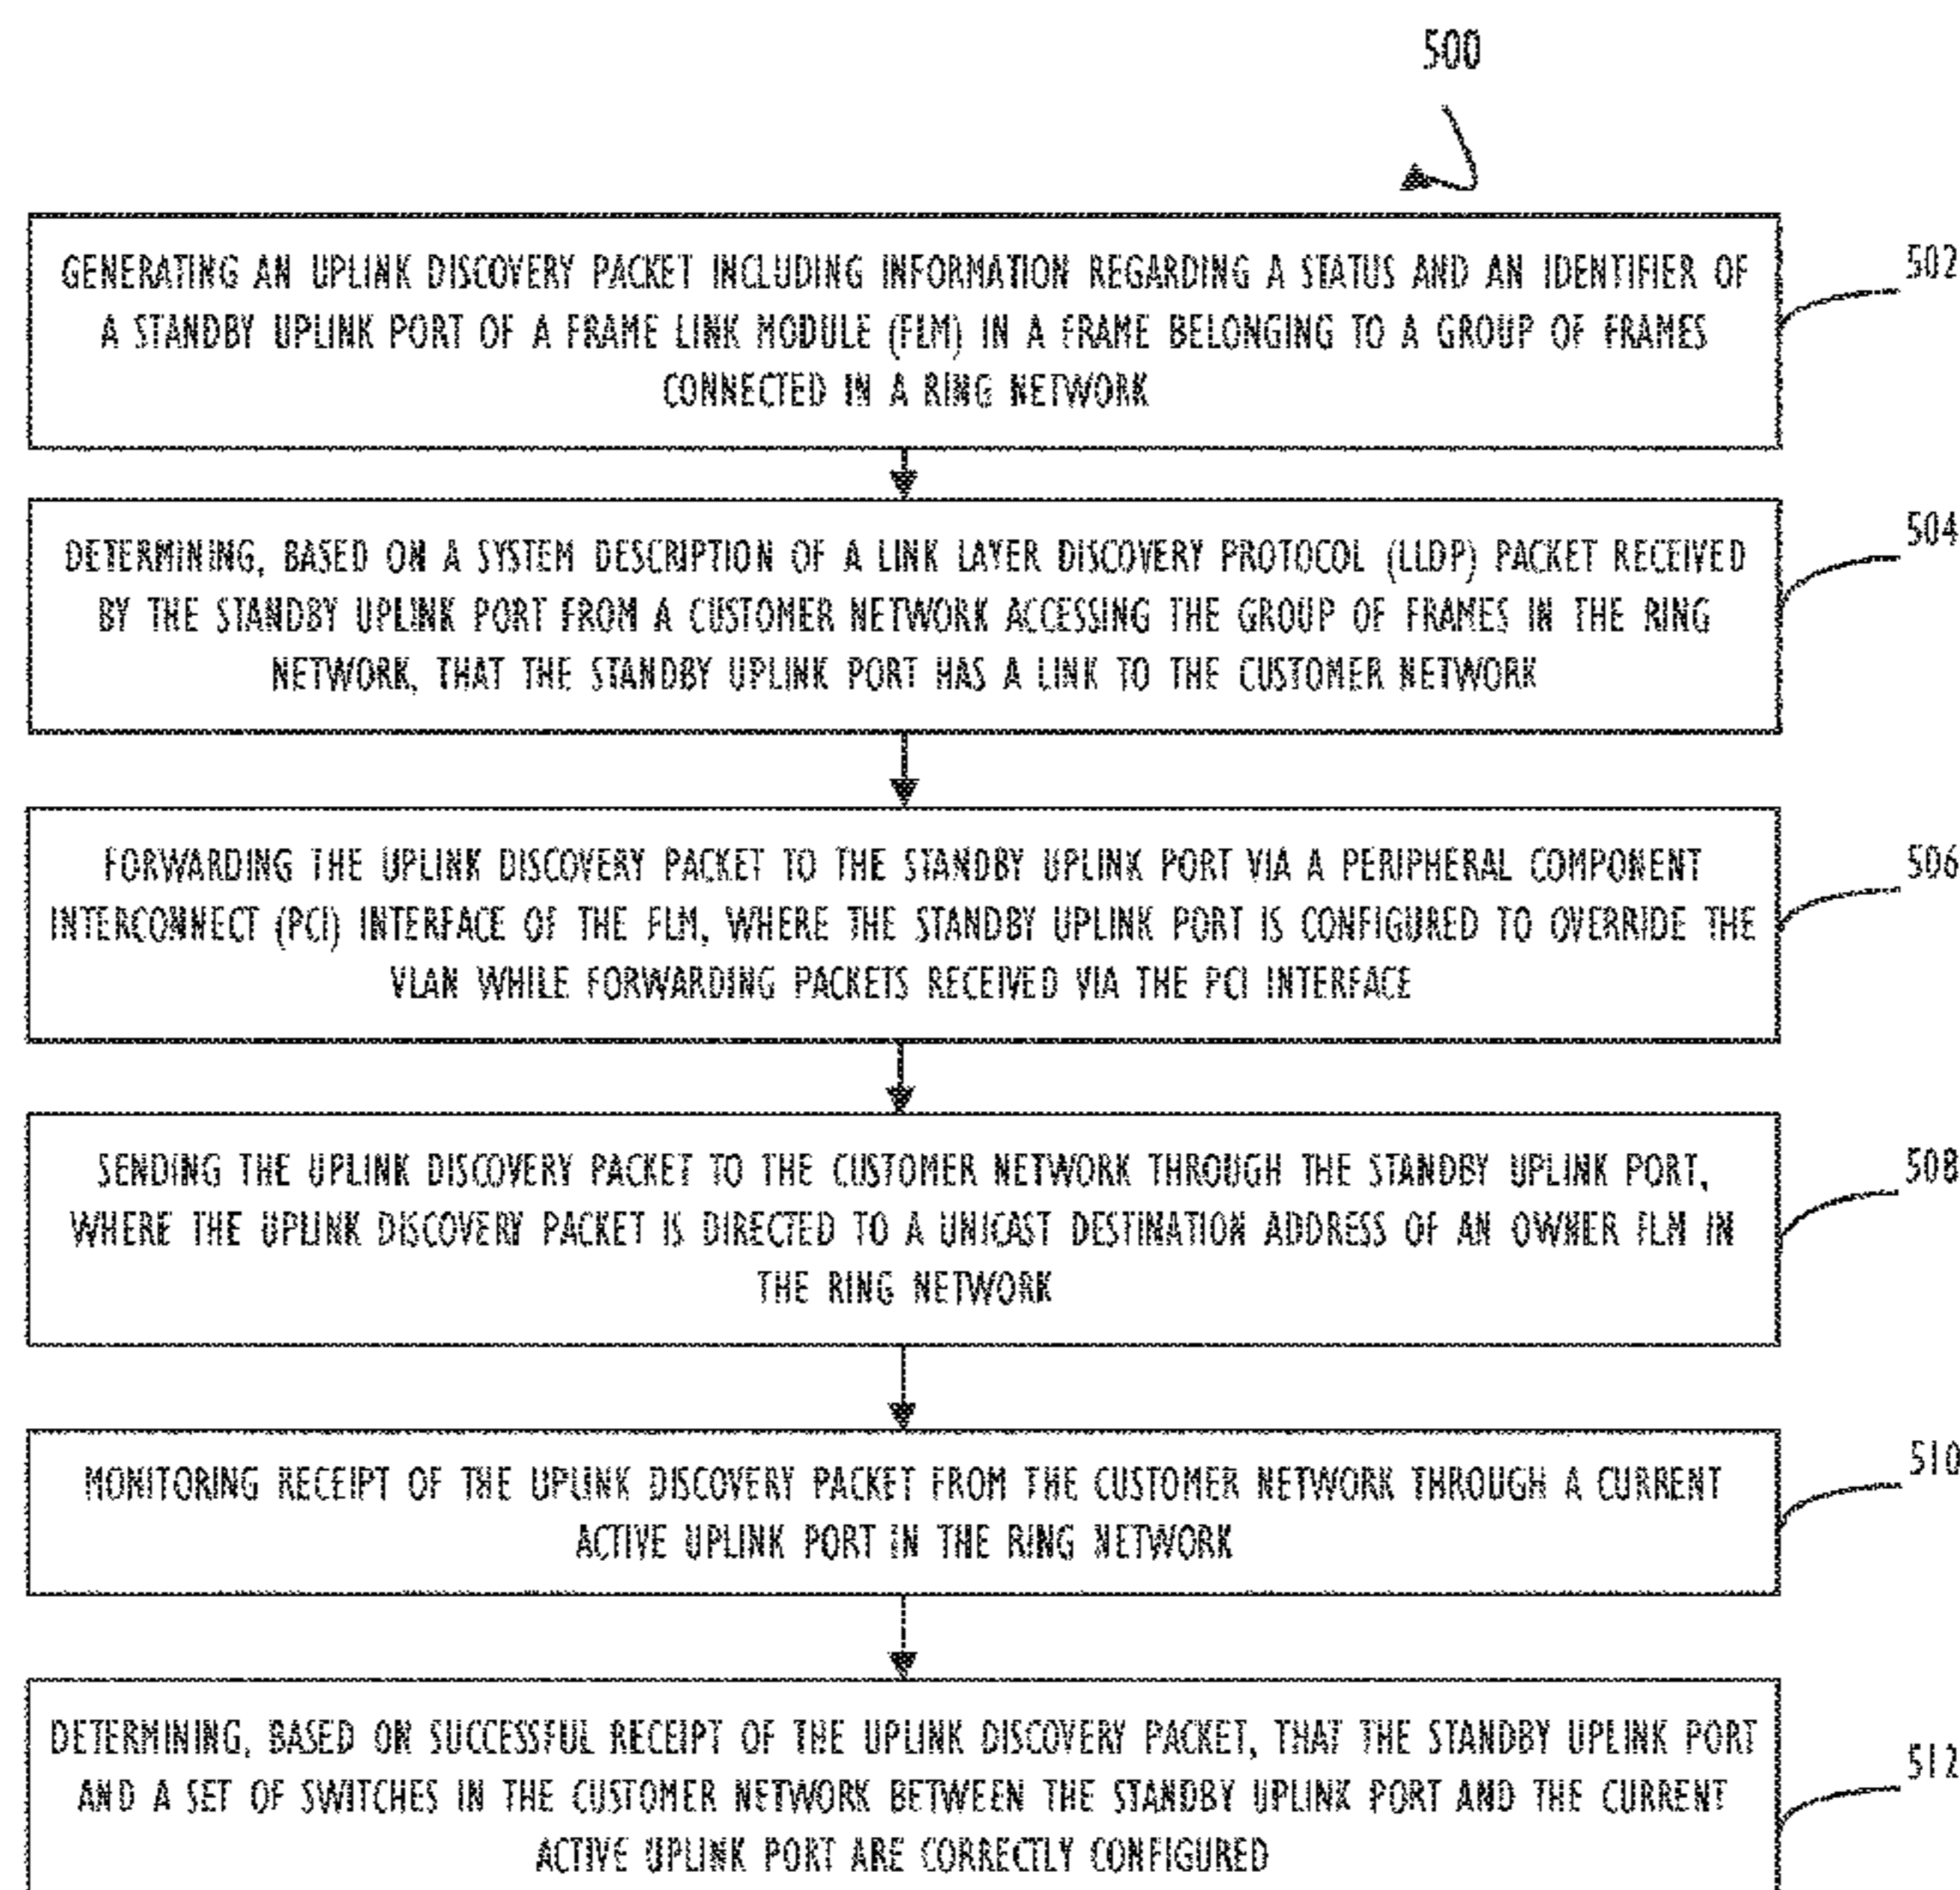 500
GENERATING AN UPLINK DISCOVERY PACKET INCLUDING INFORMATION REGARDING A STATUS AND AN IDENTIFIER OF
A STANDBY UPLINK PORT OF A FRAME LINK MODULE (FLM) IN A FRAME BELONGING TO A GROUP OF FRAMES
CONNECTED IN A RING NETWORK
502
DETERMINING, BASED ON A SYSTEM DESCRIPTION OF A LINK LAYER DISCOVERY PROTOCOL (LLDP) PACKET RECEIVED
BY THE STANDBY UPLINK PORT FROM A CUSTOMER NETWORK ACCESSING THE GROUP OF FRAMES IN THE RING
NETWORK, THAT THE STANDBY UPLINK PORT HAS A LINK TO THE CUSTOMER NETWORK
504
FORWARDING THE UPLINK DISCOVERY PACKET TO THE STANDBY UPLINK PORT VIA A PERIPHERAL COMPONENT
INTERCONNECT (PCI) INTERFACE OF THE FLM, WHERE THE STANDBY UPLINK PORT IS CONFIGURED TO OVERRIDE THE
VLAN WHILE FORWARDING PACKETS RECEIVED VIA THE PCI INTERFACE
506
SENDING THE UPLINK DISCOVERY PACKET TO THE CUSTOMER NETWORK THROUGH THE STANDBY UPLINK PORT,
WHERE THE UPLINK DISCOVERY PACKET IS DIRECTED TO A UNICAST DESTINATION ADDRESS OF AN OWNER FLM IN
THE RING NETWORK
508
MONITORING RECEIPT OF THE UPLINK DISCOVERY PACKET FROM THE CUSTOMER NETWORK THROUGH A CURRENT
ACTIVE UPLINK PORT IN THE RING NETWORK
510
DETERMINING, BASED ON SUCCESSFUL RECEIPT OF THE UPLINK DISCOVERY PACKET, THAT THE STANDBY UPLINK PORT
AND A SET OF SWITCHES IN THE CUSTOMER NETWORK BETWEEN THE STANDBY UPLINK PORT AND THE CURRENT
ACTIVE UPLINK PORT ARE CORRECTLY CONFIGURED
512